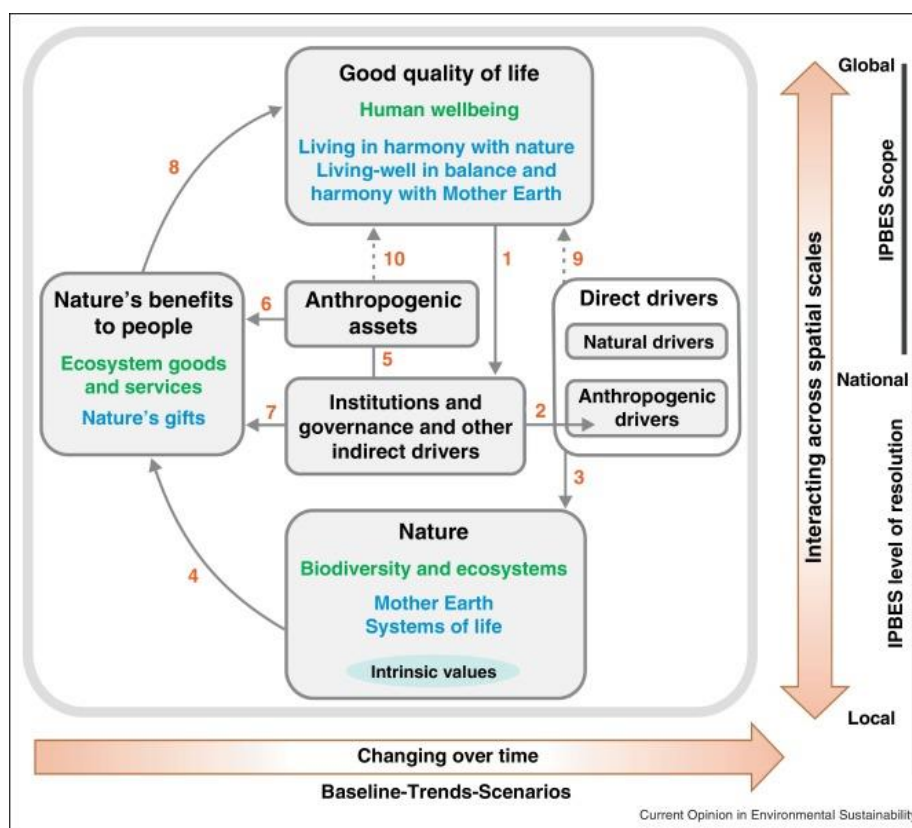 Good quality of life
Human wellbeing
Living in harmony with nature
Living-well in balance and
harmony with Mother Earth
8
10
1
9
Nature's benefits
to people
Ecosystem goods
and services
Nature's gifts
6
Anthropogenic
assets
5
7
Institutions and
governance and other
indirect drivers
2
Direct drivers
Natural drivers
Anthropogenic
drivers
3
4
Nature
Biodiversity and ecosystems
Mother Earth
Systems of life
Intrinsic values
Global
National
Local
Interacting across spatial scales
IPBES Scope
IPBES level of resolution
Changing over time
Baseline-Trends-Scenarios
Current Opinion in Environmental Sustainability